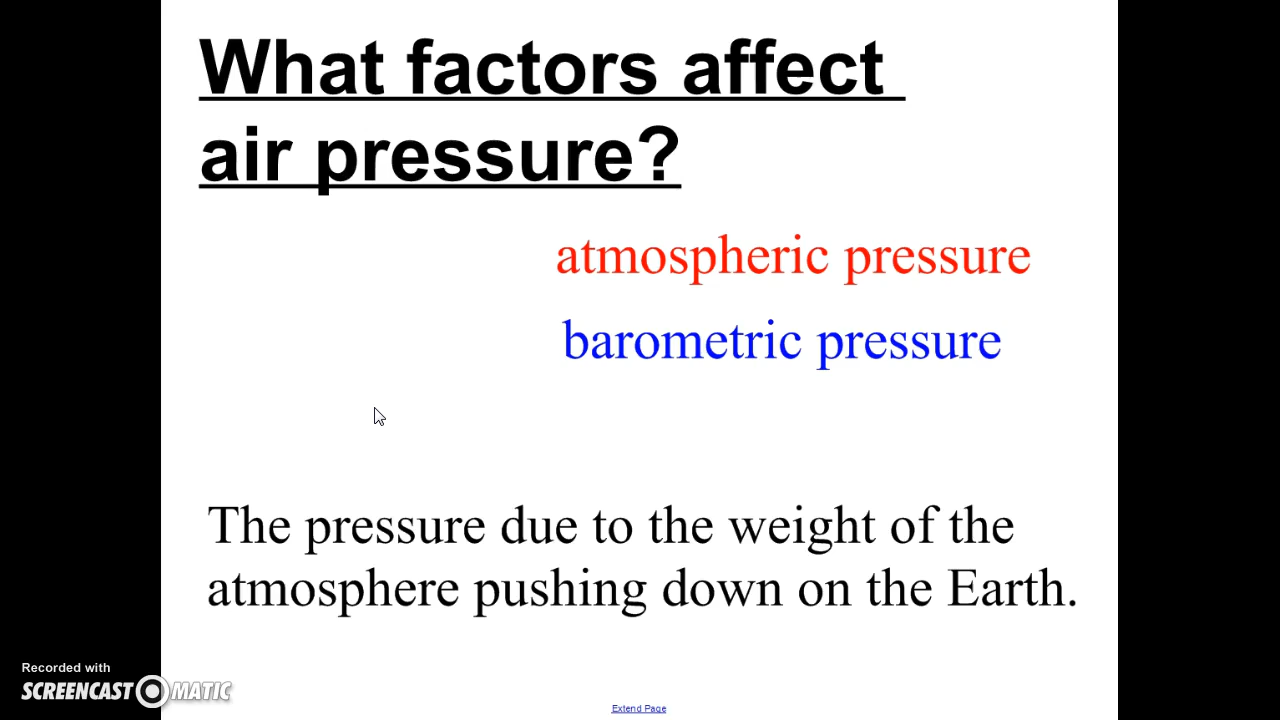 What factors affect
air pressure?
atmospheric pressure
barometric pressure
The pressure due to the weight of the
atmosphere pushing down on the Earth.
Recorded with
SCREENCAST MATIC
Extend Page